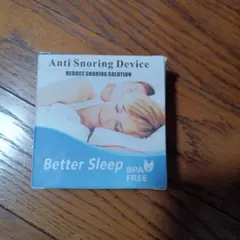 Anti Snoring Device
REDUCE SNORING SOLUTION
Better Sleep
BPA
FREE